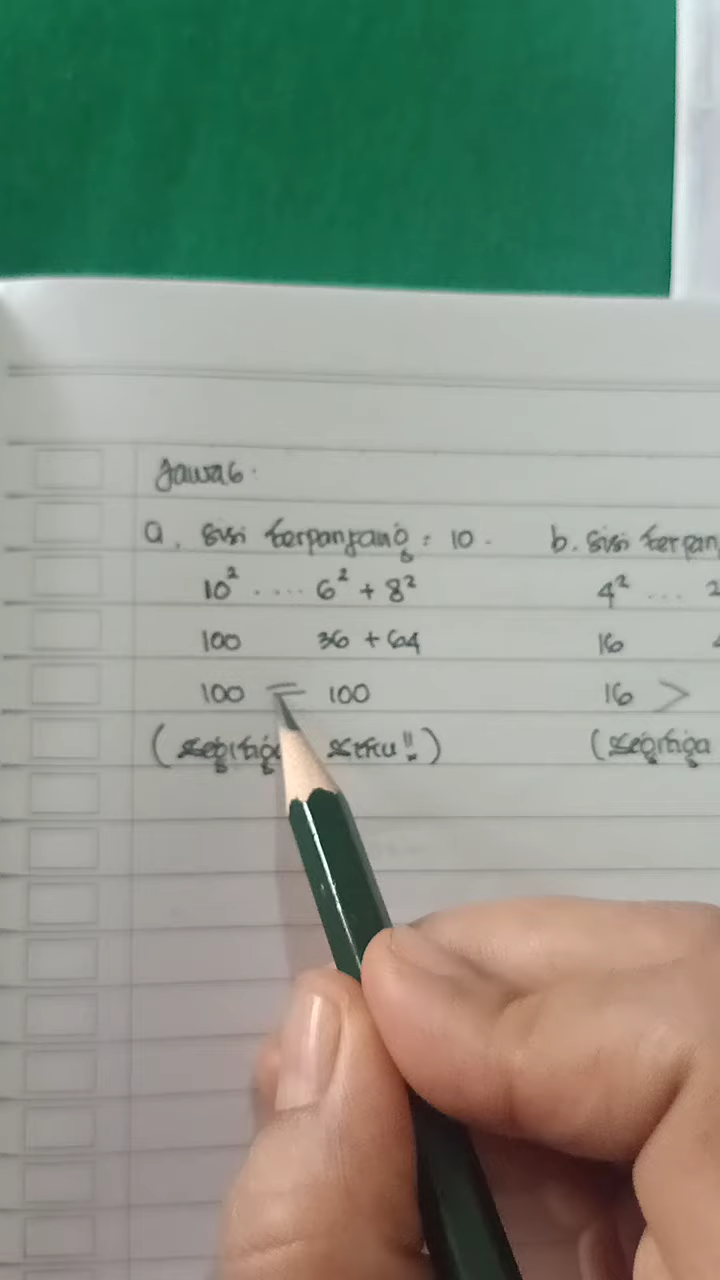 Jawab.
a. Sisi terpanjang = 10.
10² ..... 6² + 8²
100 36 + 64
100 = 100
(segitiga siku!!)
b. Sisi terpan
4² ...
16
16 >
(segitiga